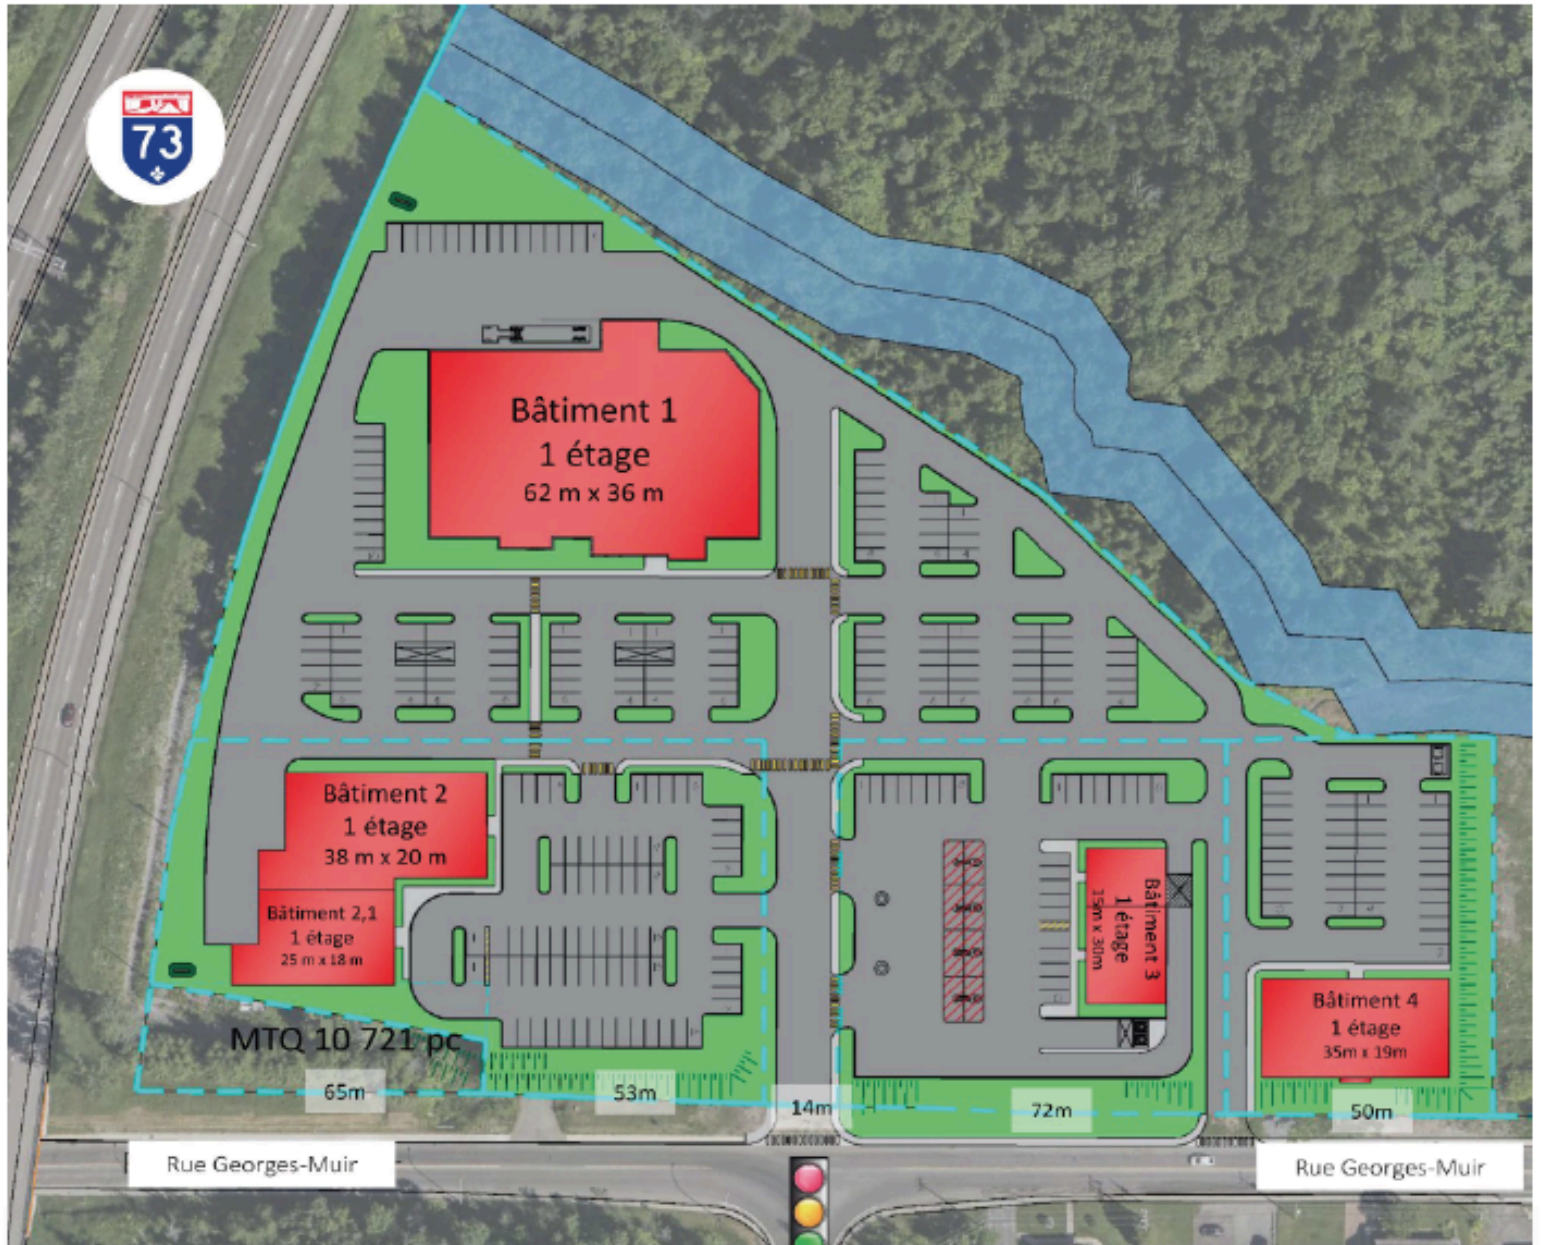 73
Bâtiment 1
1 étage
62 m x 36 m
Bâtiment 2
1 étage
38 m x 20 m
Bâtiment 2,1
1 étage
25 m x 18 m
Bâtiment 3
1 étage
15m x 30m
Bâtiment 4
1 étage
35m x 19m
MTQ 10 721 pc
65m
53m
14m
72m
50m
Rue Georges-Muir
Rue Georges-Muir